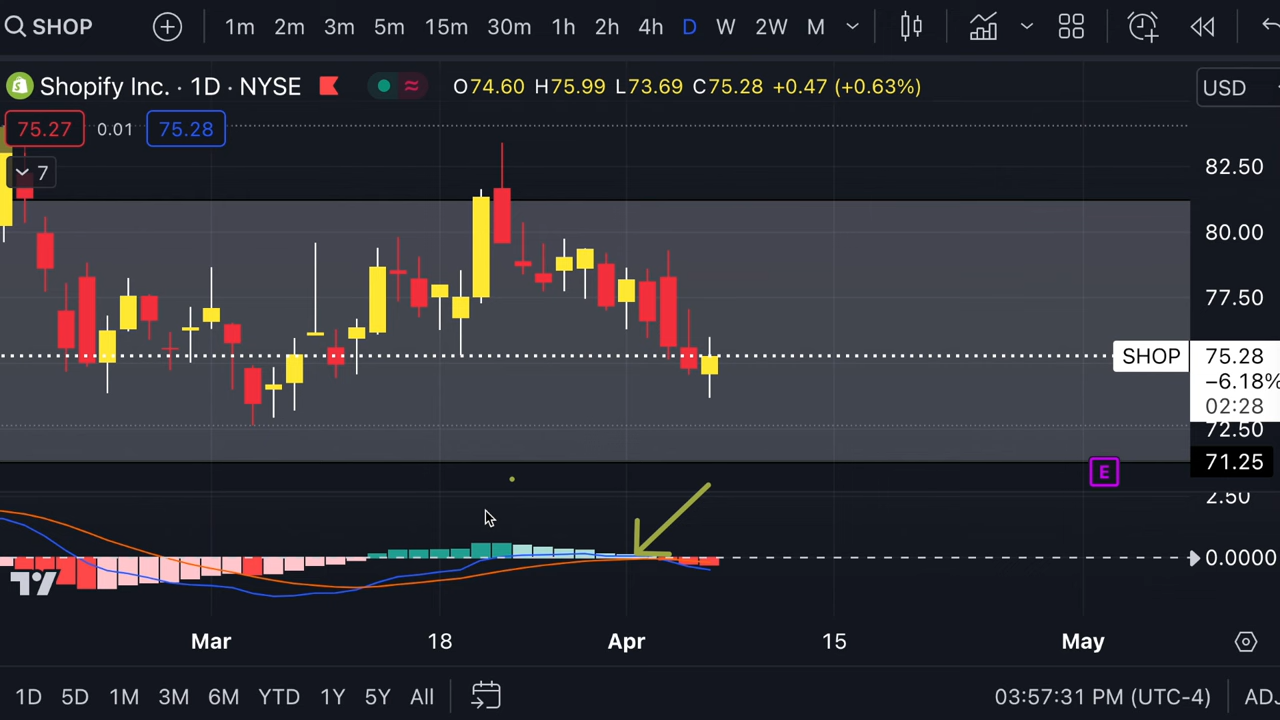 SHOP 1m 2m 3m 5m 15m 30m 1h 2h 4h D W 2W M
Shopify Inc. · 1D · NYSE O74.60 H75.99 L73.69 C75.28 +0.47 (+0.63%) USD
75.27 0.01 75.28
7
82.50
80.00
77.50
SHOP 75.28
−6.18%
02:28
72.50
71.25
E
2.50
0.0000
Mar 18 Apr 15 May
1D 5D 1M 3M 6M YTD 1Y 5Y All 03:57:31 PM (UTC-4) ADJ